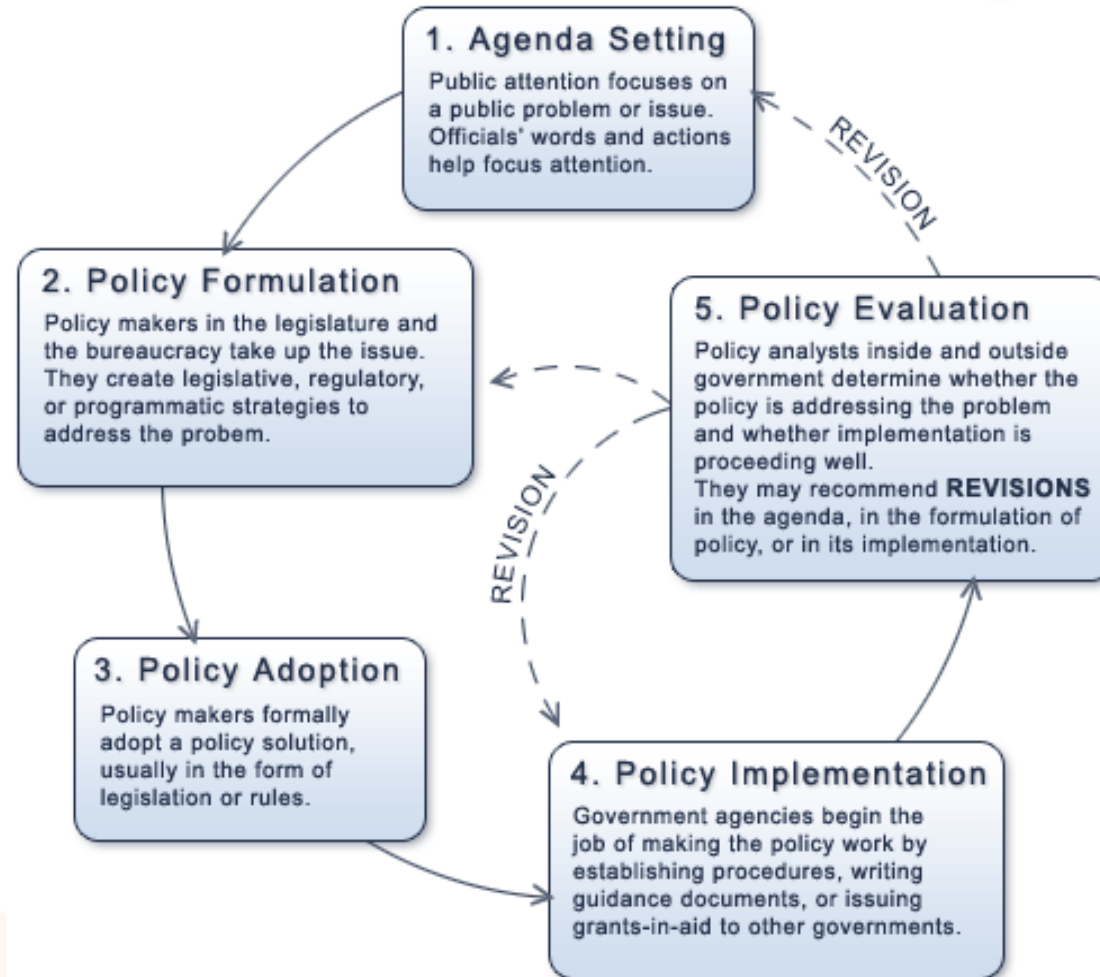 1. Agenda Setting
Public attention focuses on
a public problem or issue.
Officials' words and actions
help focus attention.
REVISION
2. Policy Formulation
Policy makers in the legislature and
the bureaucracy take up the issue.
They create legislative, regulatory,
or programmatic strategies to
address the probem.
5. Policy Evaluation
Policy analysts inside and outside
government determine whether the
policy is addressing the problem
and whether implementation is
proceeding well.
They may recommend REVISIONS
in the agenda, in the formulation of
policy, or in its implementation.
REVISION
3. Policy Adoption
Policy makers formally
adopt a policy solution,
usually in the form of
legislation or rules.
4. Policy Implementation
Government agencies begin the
job of making the policy work by
establishing procedures, writing
guidance documents, or issuing
grants-in-aid to other governments.